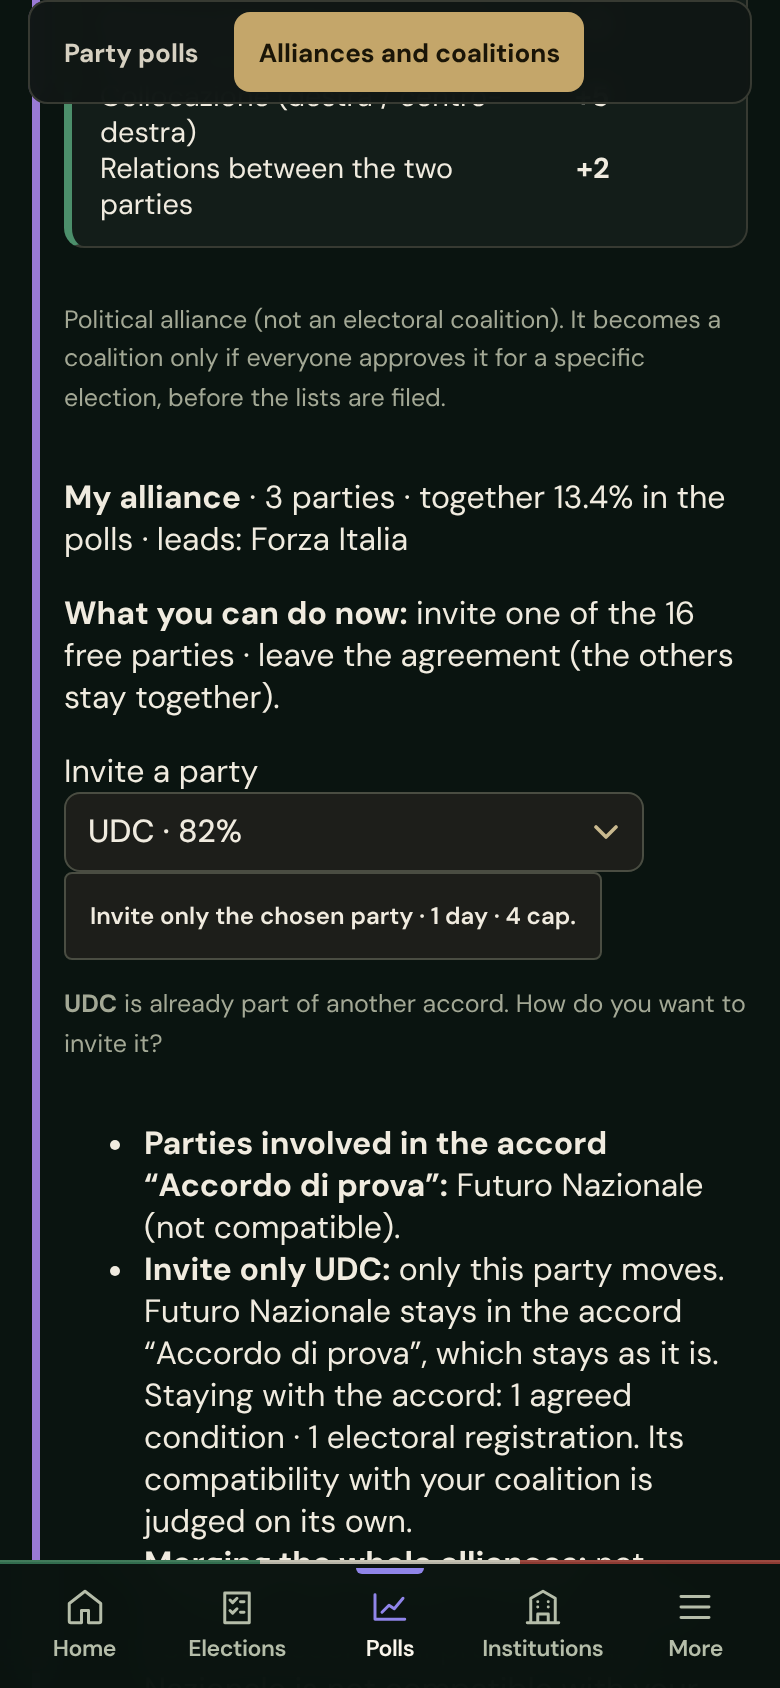 Party polls
Alliances and coalitions
destra)
Relations between the two +2
parties
Political alliance (not an electoral coalition). It becomes a
coalition only if everyone approves it for a specific
election, before the lists are filed.
My alliance · 3 parties · together 13.4% in the
polls · leads: Forza Italia
What you can do now: invite one of the 16
free parties · leave the agreement (the others
stay together).
Invite a party
UDC · 82%
Invite only the chosen party · 1 day · 4 cap.
UDC is already part of another accord. How do you want to
invite it?
• Parties involved in the accord
“Accordo di prova”: Futuro Nazionale
(not compatible).
• Invite only UDC: only this party moves.
Futuro Nazionale stays in the accord
“Accordo di prova”, which stays as it is.
Staying with the accord: 1 agreed
condition · 1 electoral registration. Its
compatibility with your coalition is
judged on its own.
Merging the whole alliance: not
Home
Elections
Polls
Institutions
More